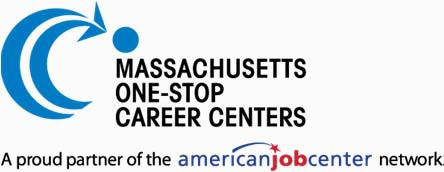 MASSACHUSETTS
ONE-STOP
CAREER CENTERS
A proud partner of the americanjobcenter network